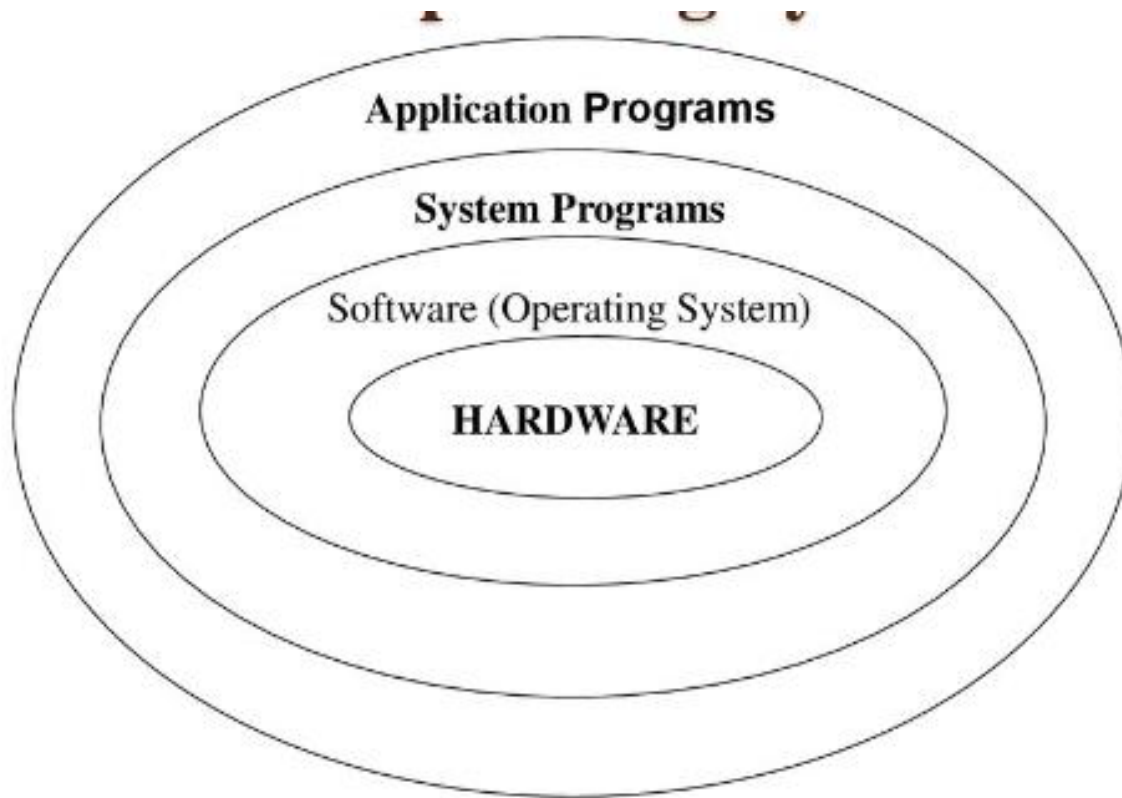 Application Programs
System Programs
Software (Operating System)
HARDWARE